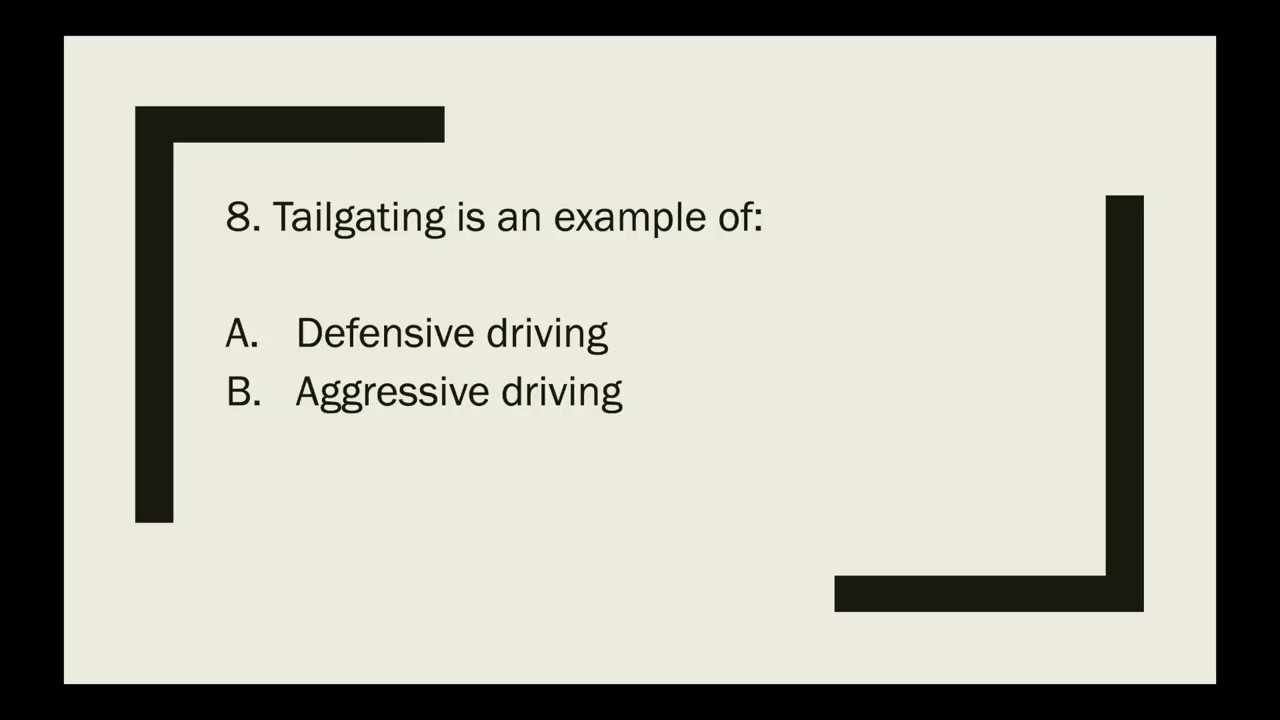 8. Tailgating is an example of:
A. Defensive driving
B. Aggressive driving